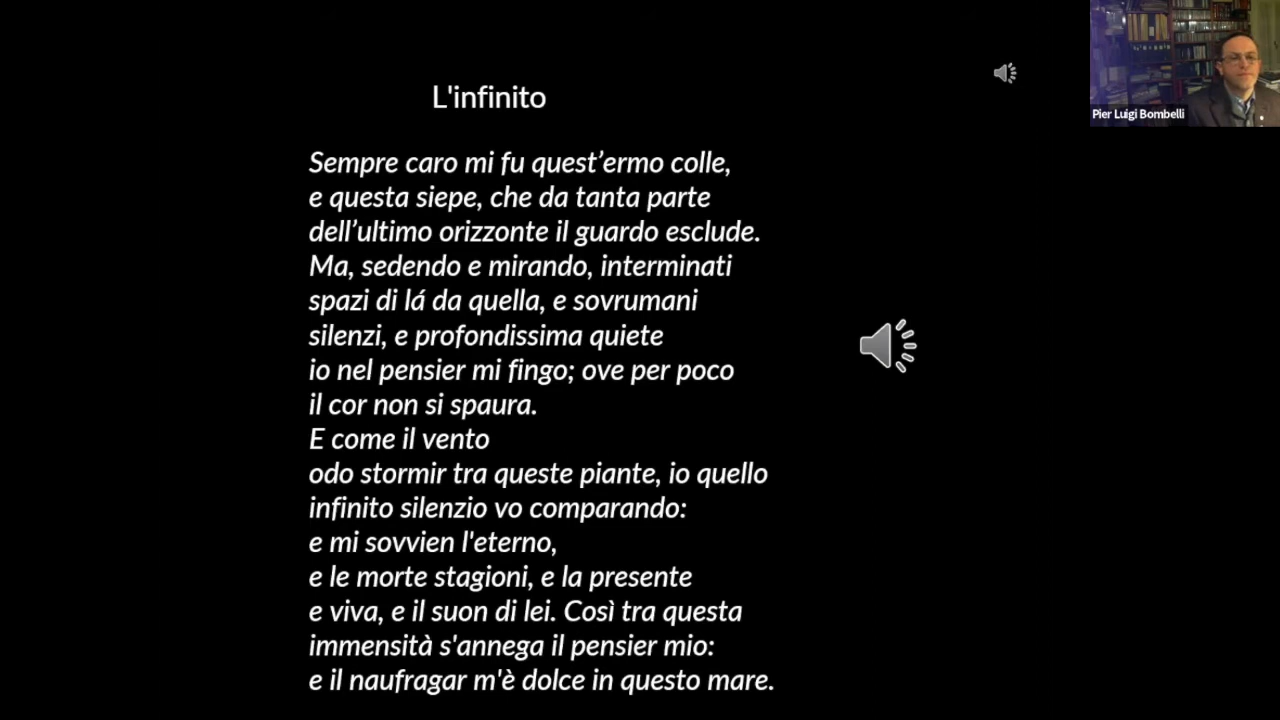 L'infinito
Sempre caro mi fu quest’ermo colle,
e questa siepe, che da tanta parte
dell’ultimo orizzonte il guardo esclude.
Ma, sedendo e mirando, interminati
spazi di lá da quella, e sovrumani
silenzi, e profondissima quiete
io nel pensier mi fingo; ove per poco
il cor non si spaura.
E come il vento
odo stormir tra queste piante, io quello
infinito silenzio vo comparando:
e mi sovvien l'eterno,
e le morte stagioni, e la presente
e viva, e il suon di lei. Così tra questa
immensità s'annega il pensier mio:
e il naufragar m'è dolce in questo mare.
Pier Luigi Bombelli